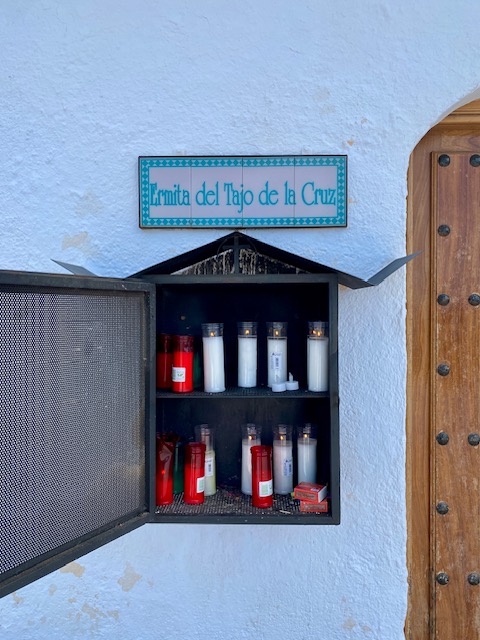 Ermita del Tajo de la Cruz